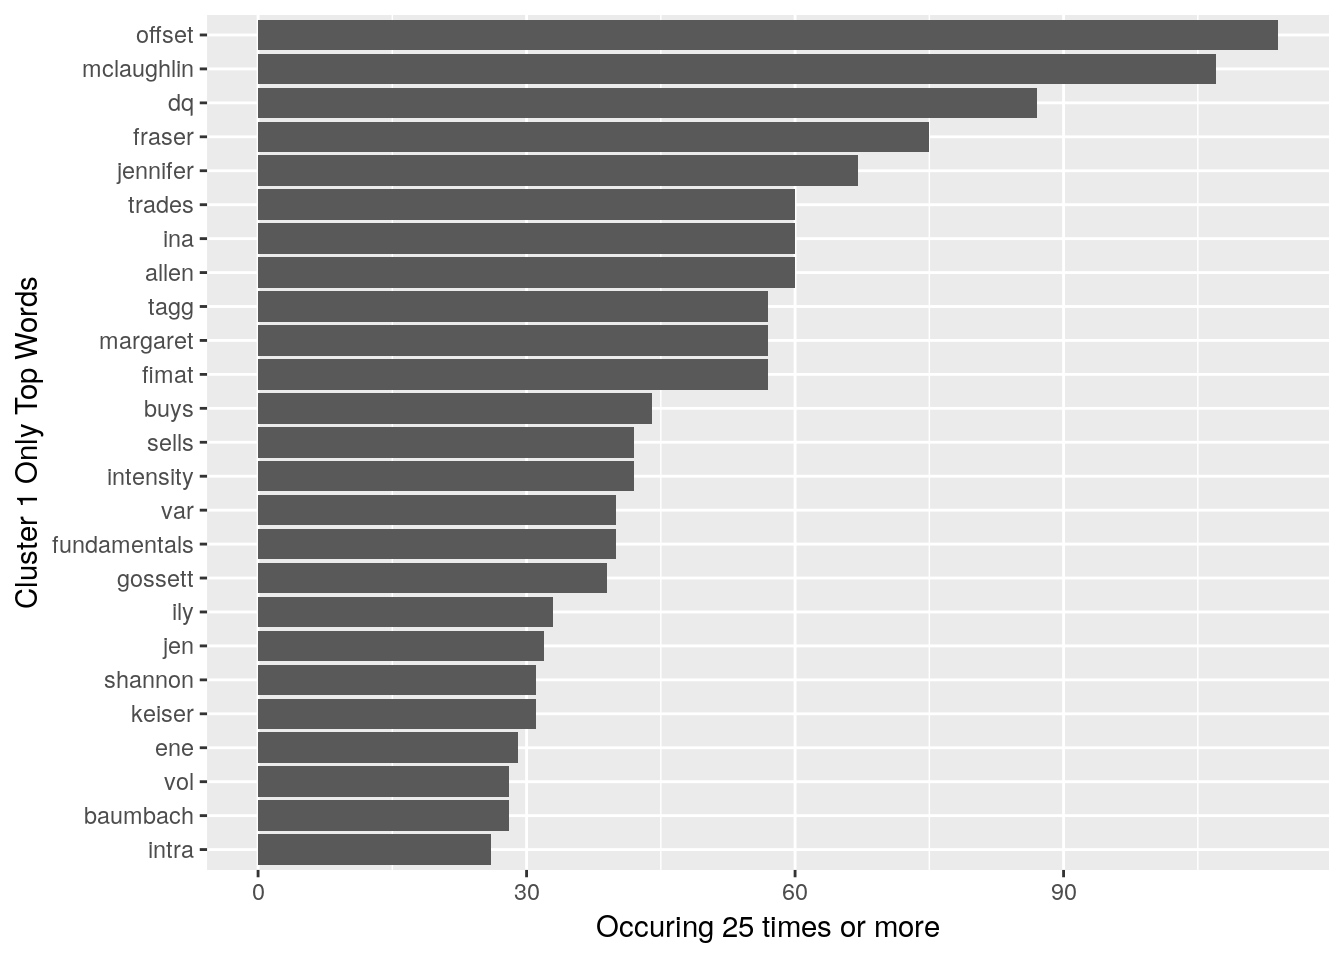 offset
mclaughlin
dq
fraser
jennifer
trades
ina
allen
tagg
margaret
fimat
buys
sells
intensity
var
fundamentals
gossett
ily
jen
shannon
keiser
ene
vol
baumbach
intra
Cluster 1 Only Top Words
0 30 60 90
Occuring 25 times or more